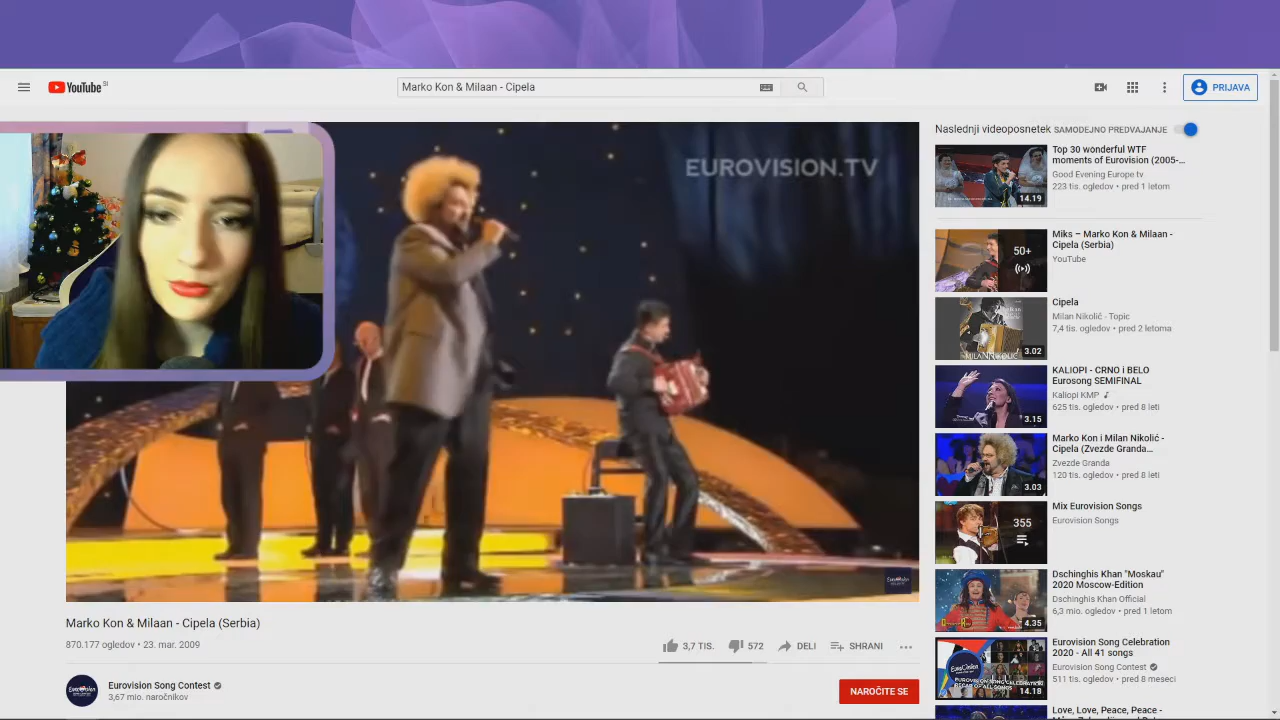 YouTube SI
Marko Kon & Milaan - Cipela
PRIJAVA
EUROVISION.TV
Marko Kon & Milaan - Cipela (Serbia)
870.177 ogledov • 23. mar. 2009
3,7 TIS.
572
DELI
SHRANI
Eurovision Song Contest
3,67 mio. naročnikov
NAROČITE SE
Naslednji videoposnetek
SAMODEJNO PREDVAJANJE
14.19
Top 30 wonderful WTF
moments of Eurovision (2005-...
Good Evening Europe tv
223 tis. ogledov • pred 1 letom
50+
Miks – Marko Kon & Milaan -
Cipela (Serbia)
YouTube
MILAN NIKOLIĆ
3.02
Cipela
Milan Nikolić - Topic
7,4 tis. ogledov • pred 2 letoma
3.15
KALIOPI - CRNO i BELO
Eurosong SEMIFINAL
Kaliopi KMP
625 tis. ogledov • pred 8 leti
3.03
Marko Kon i Milan Nikolić -
Cipela (Zvezde Granda...
Zvezde Granda
120 tis. ogledov • pred 8 leti
355
Mix Eurovision Songs
Eurovision Songs
4.35
Dschinghis Khan "Moskau"
2020 Moscow-Edition
Dschinghis Khan Official
6,3 mio. ogledov • pred 1 letom
14.18
Eurovision Song Celebration
2020 - All 41 songs
Eurovision Song Contest
511 tis. ogledov • pred 8 meseci
Love, Love, Peace, Peace -